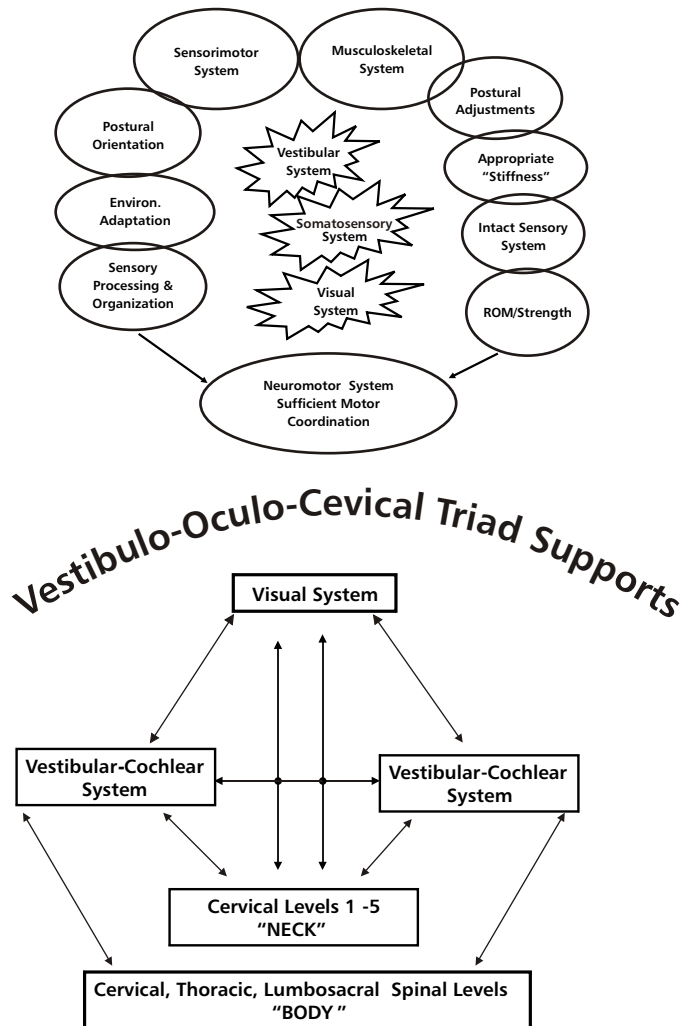 Sensorimotor
System
Musculoskeletal
System
Postural
Orientation
Postural
Adjustments
Vestibular
System
Appropriate
“Stiffness”
Environ.
Adaptation
Somatosensory
System
Intact Sensory
System
Sensory
Processing &
Organization
Visual
System
ROM/Strength
Neuromotor System
Sufficient Motor
Coordination
Vestibulo-Oculo-Cevical Triad Supports
Visual System
Vestibular-Cochlear
System
Vestibular-Cochlear
System
Cervical Levels 1 -5
“NECK”
Cervical, Thoracic, Lumbosacral Spinal Levels
“BODY ”